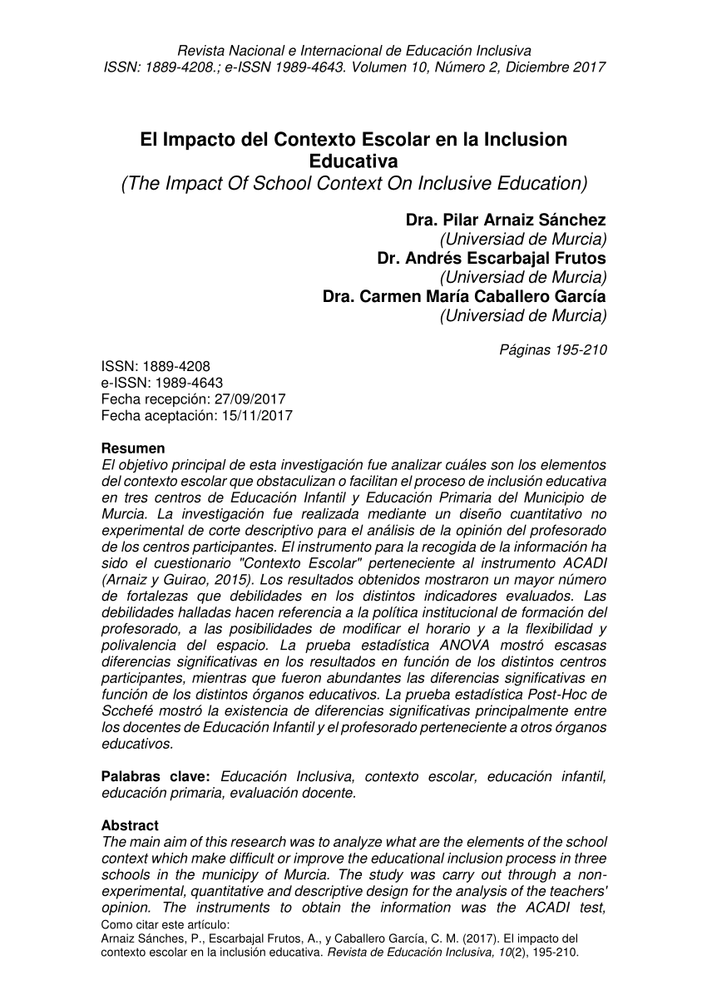 Revista Nacional e Internacional de Educación Inclusiva
ISSN: 1889-4208.; e-ISSN 1989-4643. Volumen 10, Número 2, Diciembre 2017
El Impacto del Contexto Escolar en la Inclusion
Educativa
(The Impact Of School Context On Inclusive Education)
Dra. Pilar Arnaiz Sánchez
(Universiad de Murcia)
Dr. Andrés Escarbajal Frutos
(Universiad de Murcia)
Dra. Carmen María Caballero García
(Universiad de Murcia)
Páginas 195-210
ISSN: 1889-4208
e-ISSN: 1989-4643
Fecha recepción: 27/09/2017
Fecha aceptación: 15/11/2017
Resumen
El objetivo principal de esta investigación fue analizar cuáles son los elementos
del contexto escolar que obstaculizan o facilitan el proceso de inclusión educativa
en tres centros de Educación Infantil y Educación Primaria del Municipio de
Murcia. La investigación fue realizada mediante un diseño cuantitativo no
experimental de corte descriptivo para el análisis de la opinión del profesorado
de los centros participantes. El instrumento para la recogida de la información ha
sido el cuestionario "Contexto Escolar" perteneciente al instrumento ACADI
(Arnaiz y Guirao, 2015). Los resultados obtenidos mostraron un mayor número
de fortalezas que debilidades en los distintos indicadores evaluados. Las
debilidades halladas hacen referencia a la política institucional de formación del
profesorado, a las posibilidades de modificar el horario y a la flexibilidad y
polivalencia del espacio. La prueba estadística ANOVA mostró escasas
diferencias significativas en los resultados en función de los distintos centros
participantes, mientras que fueron abundantes las diferencias significativas en
función de los distintos órganos educativos. La prueba estadística Post-Hoc de
Scchefé mostró la existencia de diferencias significativas principalmente entre
los docentes de Educación Infantil y el profesorado perteneciente a otros órganos
educativos.
Palabras clave: Educación Inclusiva, contexto escolar, educación infantil,
educación primaria, evaluación docente.
Abstract
The main aim of this research was to analyze what are the elements of the school
context which make difficult or improve the educational inclusion process in three
schools in the municipy of Murcia. The study was carry out through a non-
experimental, quantitative and descriptive design for the analysis of the teachers'
opinion. The instruments to obtain the information was the ACADI test,
Como citar este artículo:
Arnaiz Sánches, P., Escarbajal Frutos, A., y Caballero García, C. M. (2017). El impacto del
contexto escolar en la inclusión educativa. Revista de Educación Inclusiva, 10(2), 195-210.